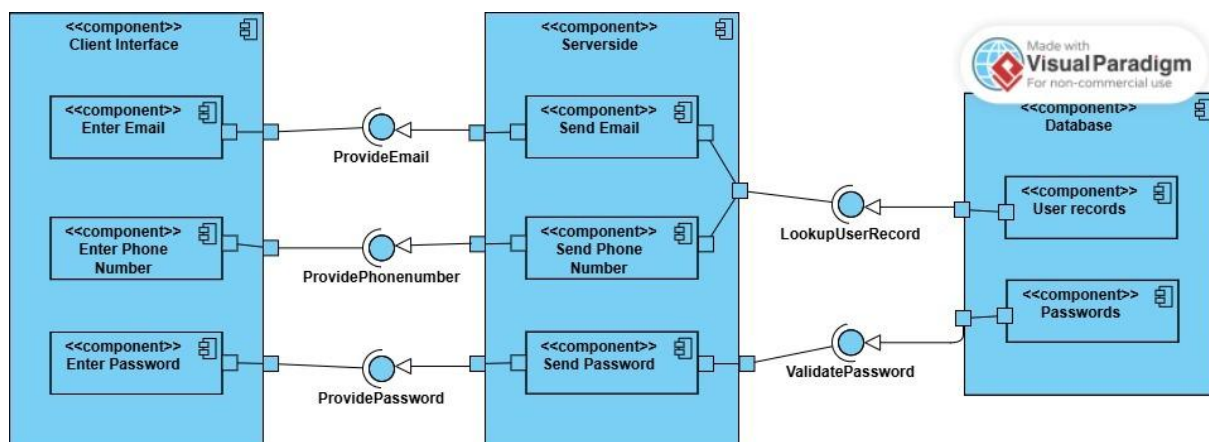 <<component>>
Client Interface
<<component>>
Enter Email
<<component>>
Enter Phone
Number
<<component>>
Enter Password
ProvideEmail
ProvidePhonenumber
ProvidePassword
<<component>>
Serverside
<<component>>
Send Email
<<component>>
Send Phone
Number
<<component>>
Send Password
LookupUserRecord
ValidatePassword
Made with
VisualParadigm
For non-commercial use
<<component>>
Database
<<component>>
User records
<<component>>
Passwords